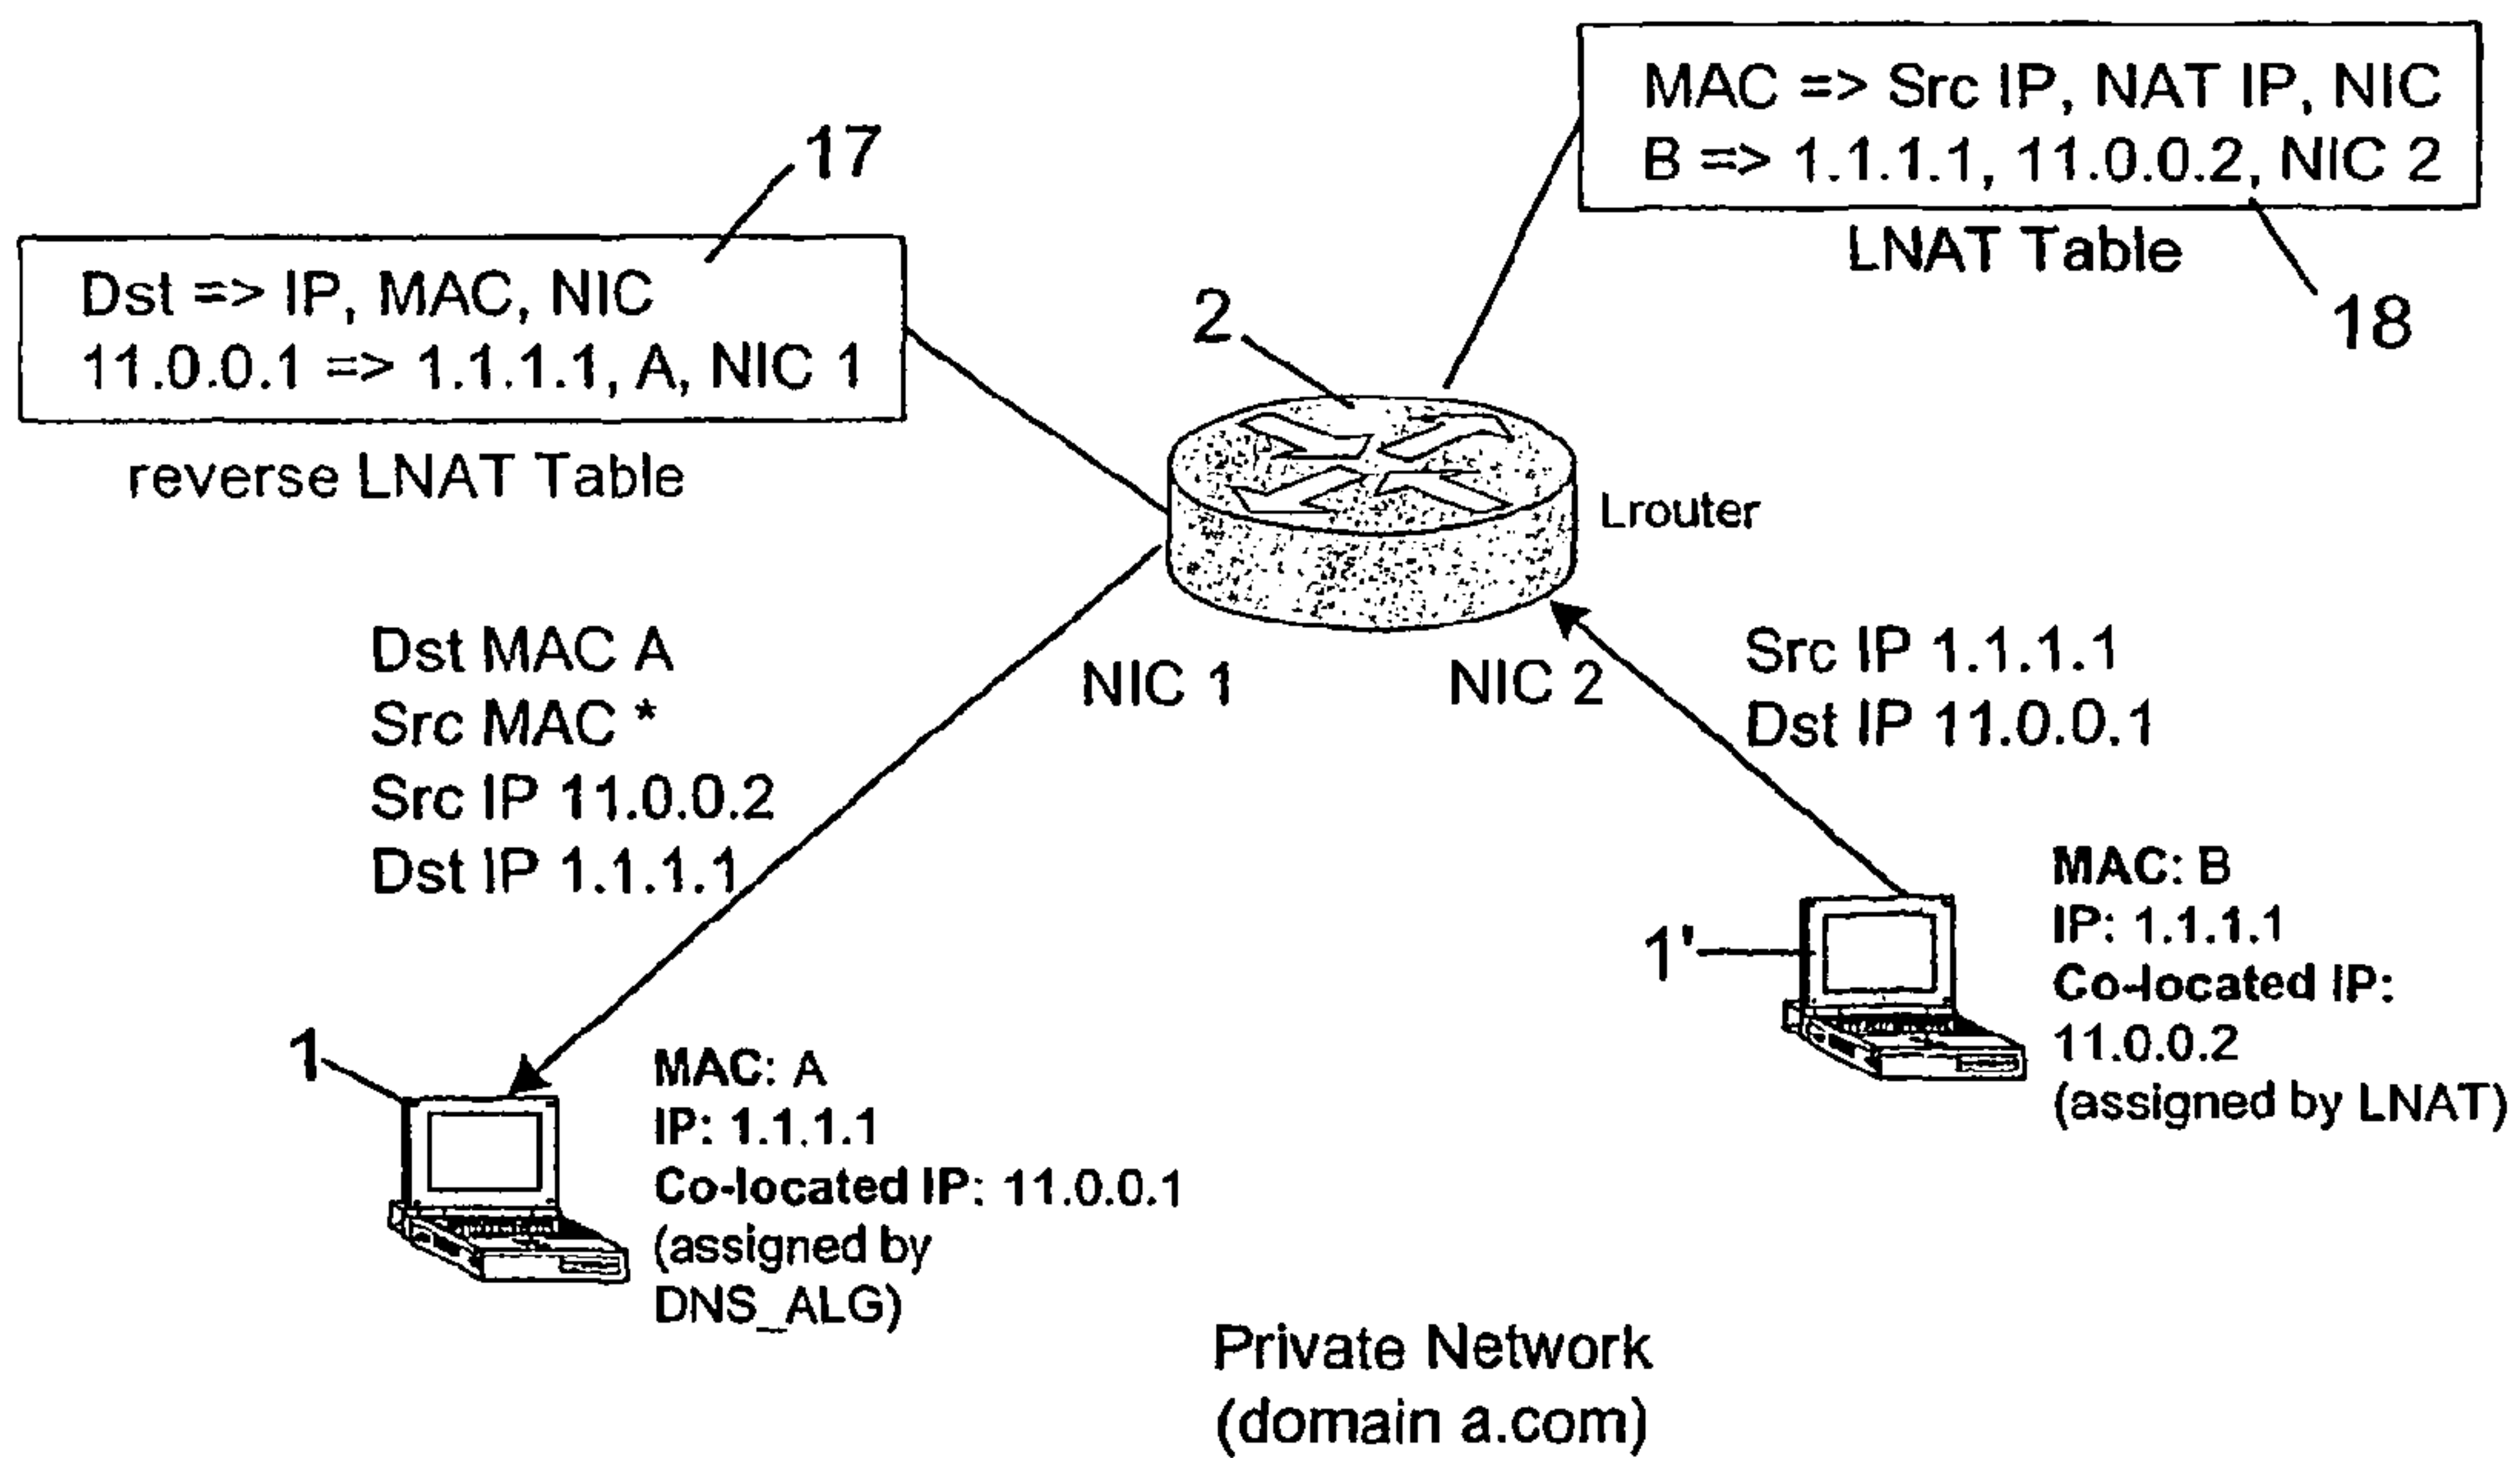 MAC => Src IP, NAT IP, NIC
B => 1.1.1.1, 11.0.0.2, NIC 2
LNAT Table
18
17
Dst => IP, MAC, NIC
11.0.0.1 => 1.1.1.1, A, NIC 1
reverse LNAT Table
2
Lrouter
NIC 1
NIC 2
Dst MAC A
Src MAC *
Src IP 11.0.0.2
Dst IP 1.1.1.1
Src IP 1.1.1.1
Dst IP 11.0.0.1
1'
MAC: B
IP: 1.1.1.1
Co-located IP:
11.0.0.2
(assigned by LNAT)
1
MAC: A
IP: 1.1.1.1
Co-located IP: 11.0.0.1
(assigned by
DNS_ALG)
Private Network
(domain a.com)